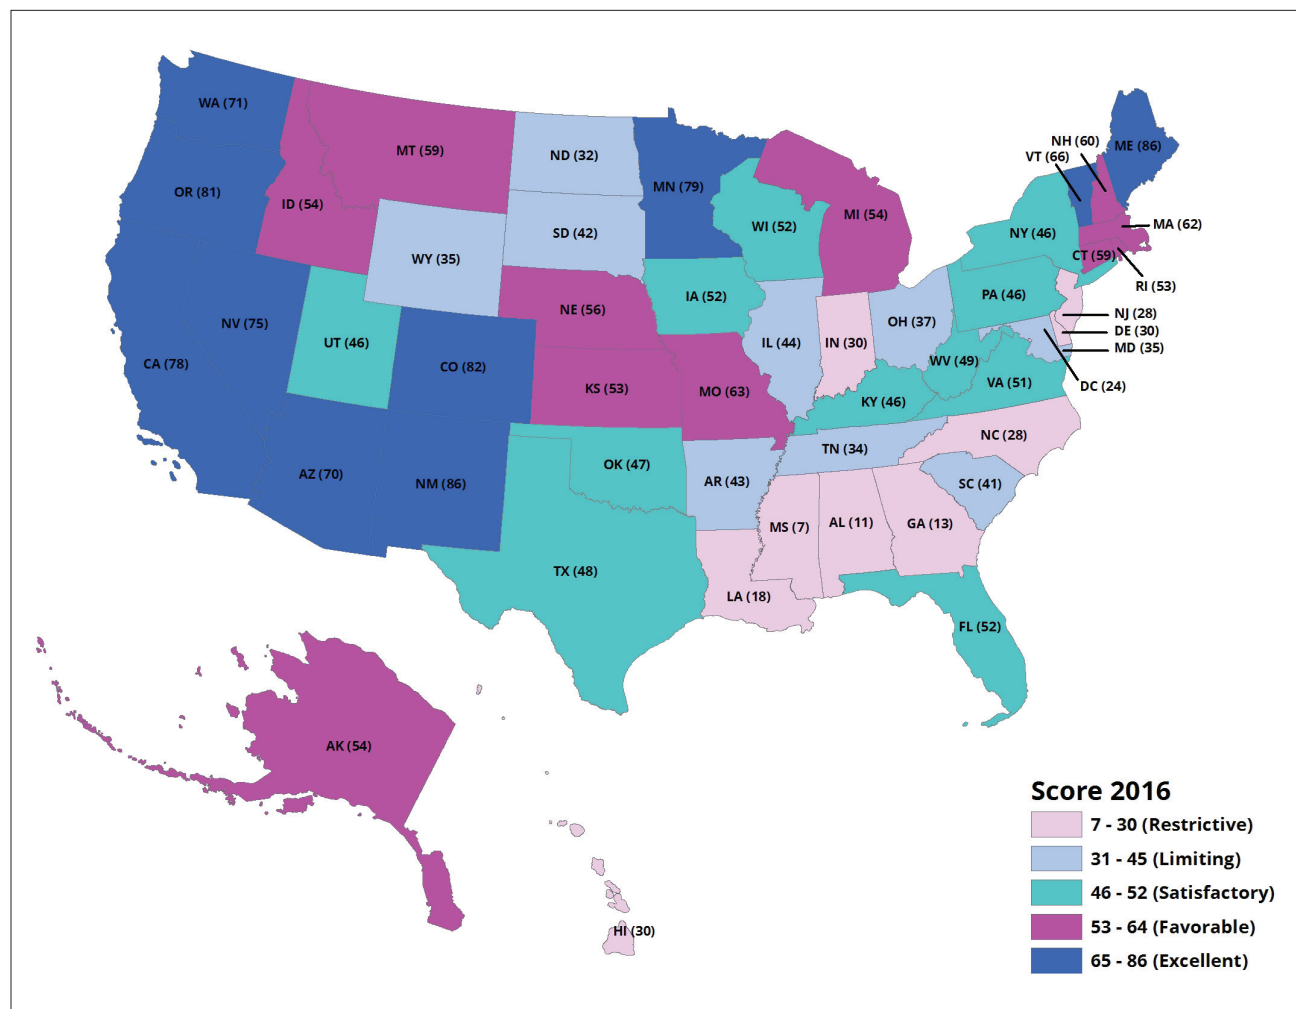 WA (71)
MT (59)
ND (32)
MN (79)
NH (60)
VT (66)
ME (86)
OR (81)
ID (54)
SD (42)
WI (52)
MI (54)
NY (46)
MA (62)
WY (35)
CT (59)
RI (53)
NV (75)
NE (56)
IA (52)
PA (46)
NJ (28)
DE (30)
MD (35)
UT (46)
CO (82)
IL (44)
IN (30)
OH (37)
WV (49)
VA (51)
DC (24)
CA (78)
KS (53)
MO (63)
KY (46)
NC (28)
AZ (70)
NM (86)
OK (47)
AR (43)
TN (34)
SC (41)
MS (7)
AL (11)
GA (13)
TX (48)
LA (18)
FL (52)
AK (54)
HI (30)
Score 2016
7 - 30 (Restrictive)
31 - 45 (Limiting)
46 - 52 (Satisfactory)
53 - 64 (Favorable)
65 - 86 (Excellent)